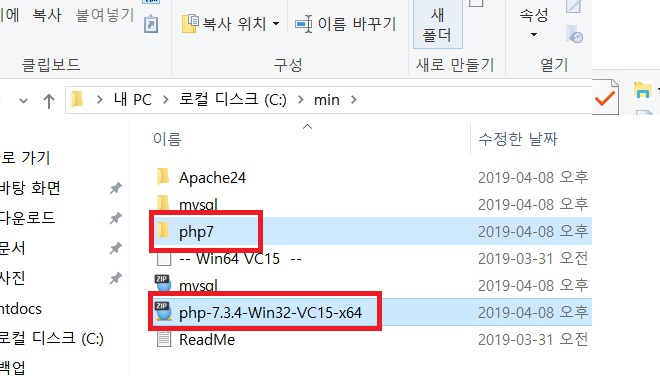 에 복사 붙여넣기 복사 위치 이름 바꾸기 새 속성
폴더
클립보드 구성 새로 만들기 열기
내 PC > 로컬 디스크 (C:) > min >
이름 수정한 날짜
로 가기
Apache24 2019-04-08 오후
바탕 화면
mysql 2019-04-08 오후
다운로드
php7 2019-04-08 오후
문서
-- Win64 VC15 -- 2019-03-31 오전
사진
ZIP mysql 2019-04-08 오후
ntdocs
ZIP php-7.3.4-Win32-VC15-x64 2019-04-08 오후
로컬 디스크 (C:)
ReadMe 2019-03-31 오전
백업